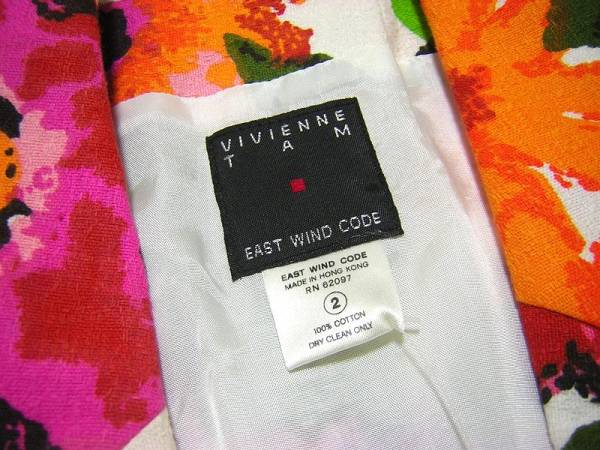 VIVIENNE
TAM
EAST WIND CODE
EAST WIND CODE
MADE IN HONG KONG
RN 62097
2
100% COTTON
DRY CLEAN ONLY